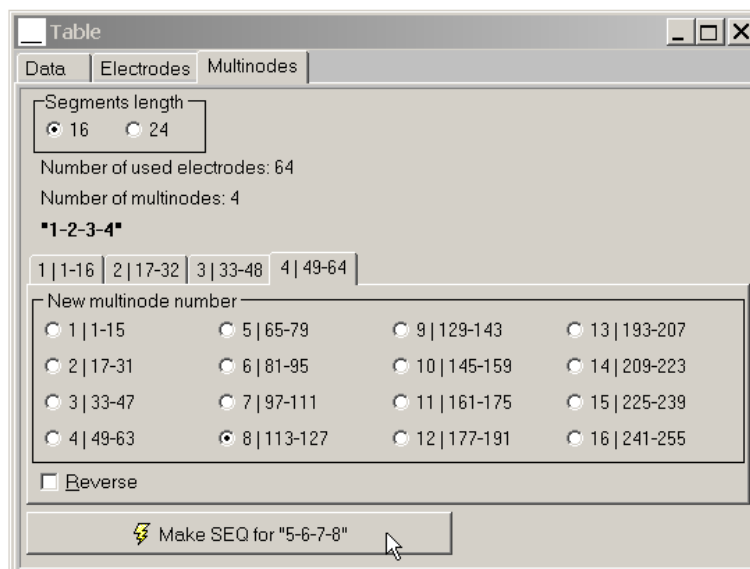 Table
Data Electrodes Multinodes
Segments length
16 24
Number of used electrodes: 64
Number of multinodes: 4
"1-2-3-4"
1 | 1-16 2 | 17-32 3 | 33-48 4 | 49-64
New multinode number
1 | 1-15 5 | 65-79 9 | 129-143 13 | 193-207
2 | 17-31 6 | 81-95 10 | 145-159 14 | 209-223
3 | 33-47 7 | 97-111 11 | 161-175 15 | 225-239
4 | 49-63 8 | 113-127 12 | 177-191 16 | 241-255
Reverse
Make SEQ for "5-6-7-8"